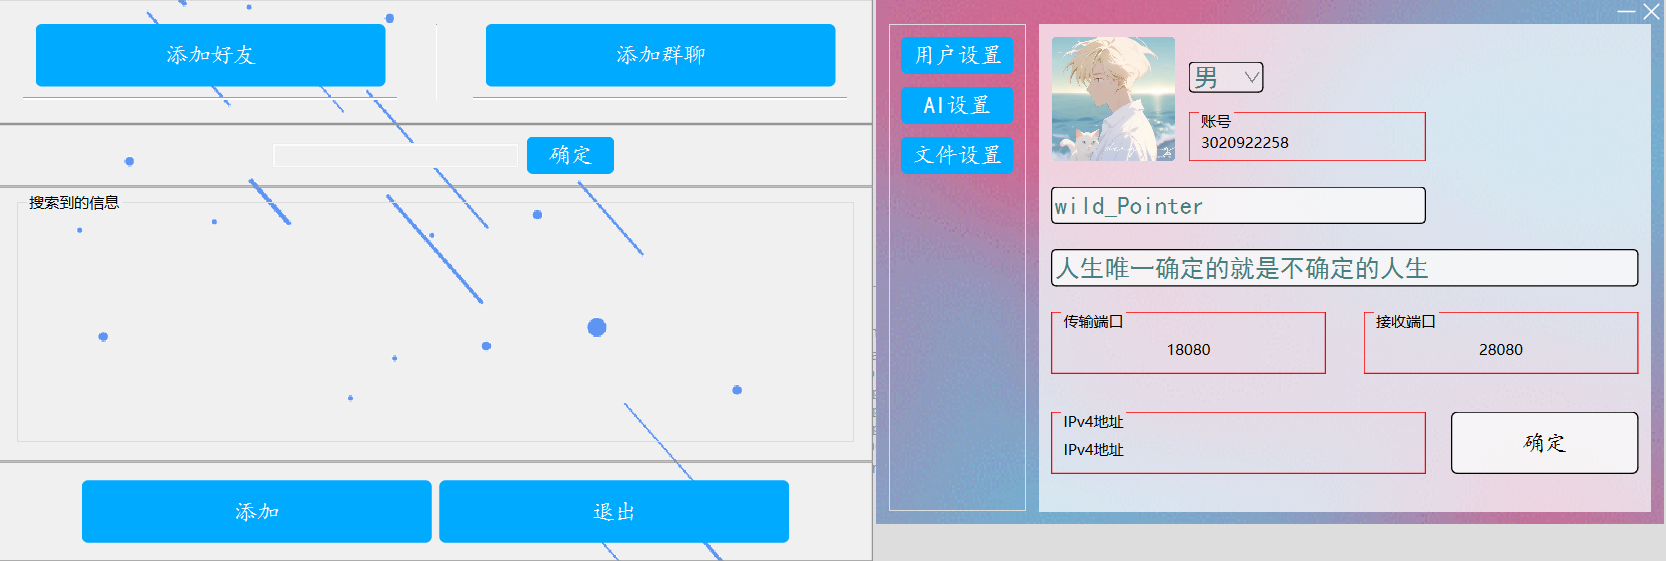 添加好友
添加群聊
确定
搜索到的信息
添加
退出
用户设置
AI设置
文件设置
男
账号
3020922258
wild_Pointer
人生唯一确定的就是不确定的人生
传输端口
18080
接收端口
28080
IPv4地址
IPv4地址
确定